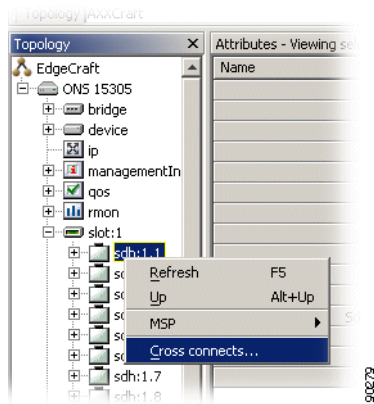 Topology AXXCraft
Topology X Attributes - Viewing se
EdgeCraft Name
ONS 15305
bridge
device
ip
managementIn
qos
rmon
slot:1
sdh:1.1
Refresh F5
Up Alt+Up
MSP
Cross connects...
sdh:1.7
sdh:1.8
90279